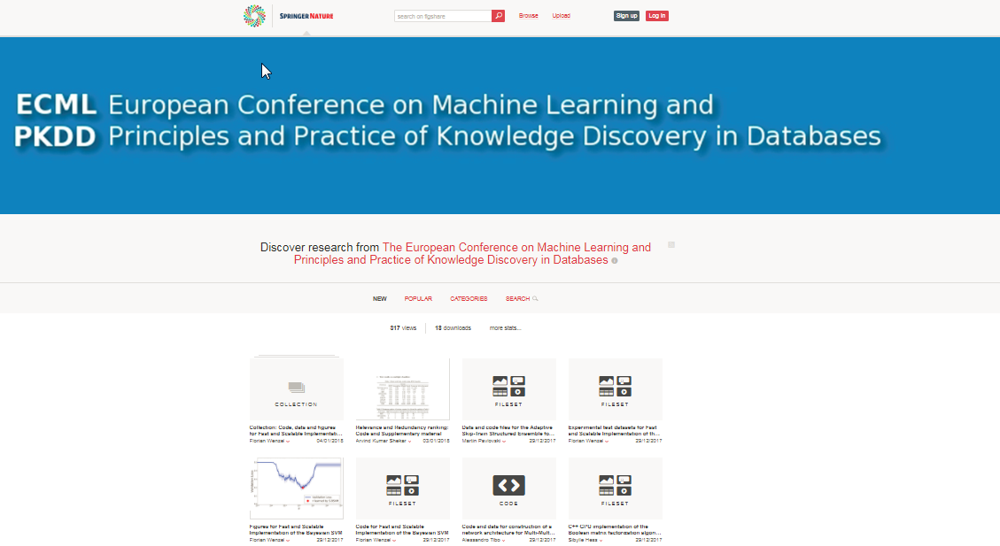 SPRINGER NATURE
search on figshare
Browse
Upload
Sign up
Log in
ECML European Conference on Machine Learning and
PKDD Principles and Practice of Knowledge Discovery in Databases
Discover research from The European Conference on Machine Learning and
Principles and Practice of Knowledge Discovery in Databases
NEW
POPULAR
CATEGORIES
SEARCH
317 views
18 downloads
more stats...
COLLECTION
FILESET
FILESET
Collection: Code, data and figures
for Fast and Scalable Implementati...
Florian Wenzel
04/01/2018
Relevance and Redundancy ranking:
Code and Supplementary material
Arvind Kumar Shekar
03/01/2018
Data and code files for the Adaptive
Skip-Train Structured Ensemble fo...
Martin Pavlovski
29/12/2017
Experimental test datasets for Fast
and Scalable Implementation of th...
Florian Wenzel
29/12/2017
FILESET
CODE
FILESET
Figures for Fast and Scalable
Implementation of the Bayesian SVM
Florian Wenzel
29/12/2017
Code for Fast and Scalable
Implementation of the Bayesian SVM
Florian Wenzel
29/12/2017
Code and data for construction of a
network architecture for Multi-Mult...
Alessandro Tibo
29/12/2017
C++ GPU implementation of the
Boolean matrix factorization algori...
Sibylle Hess
29/12/2017